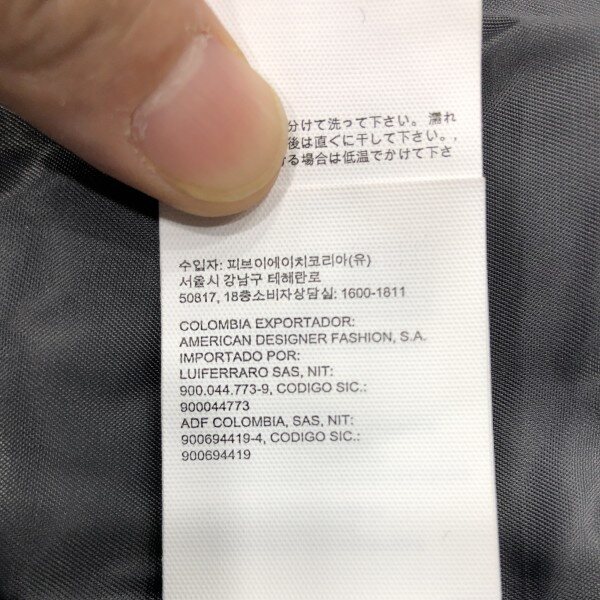 分けて洗って下さい。濡れ
後は直ぐに干して下さい。,
る場合は低温でかけて下さ
수입자: 피브이에이치코리아(유)
서울시 강남구 테헤란로
50817, 18층소비자상담실: 1600-1811
COLOMBIA EXPORTADOR:
AMERICAN DESIGNER FASHION, S.A.
IMPORTADO POR:
LUIFERRARO SAS, NIT:
900.044.773-9, CODIGO SIC.:
900044773
ADF COLOMBIA, SAS, NIT:
900694419-4, CODIGO SIC.:
900694419